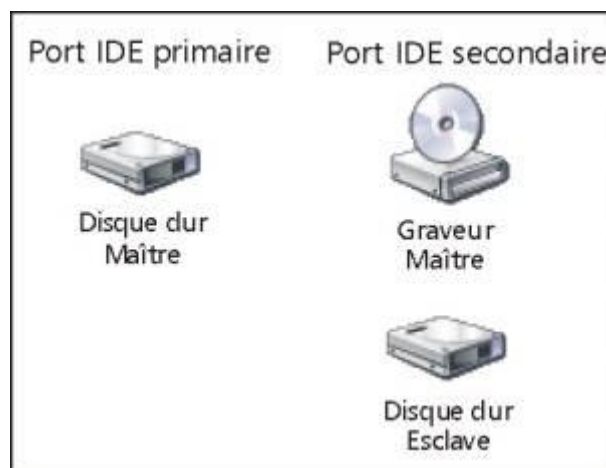 Port IDE primaire
Port IDE secondaire
Disque dur
Maître
Graveur
Maître
Disque dur
Esclave